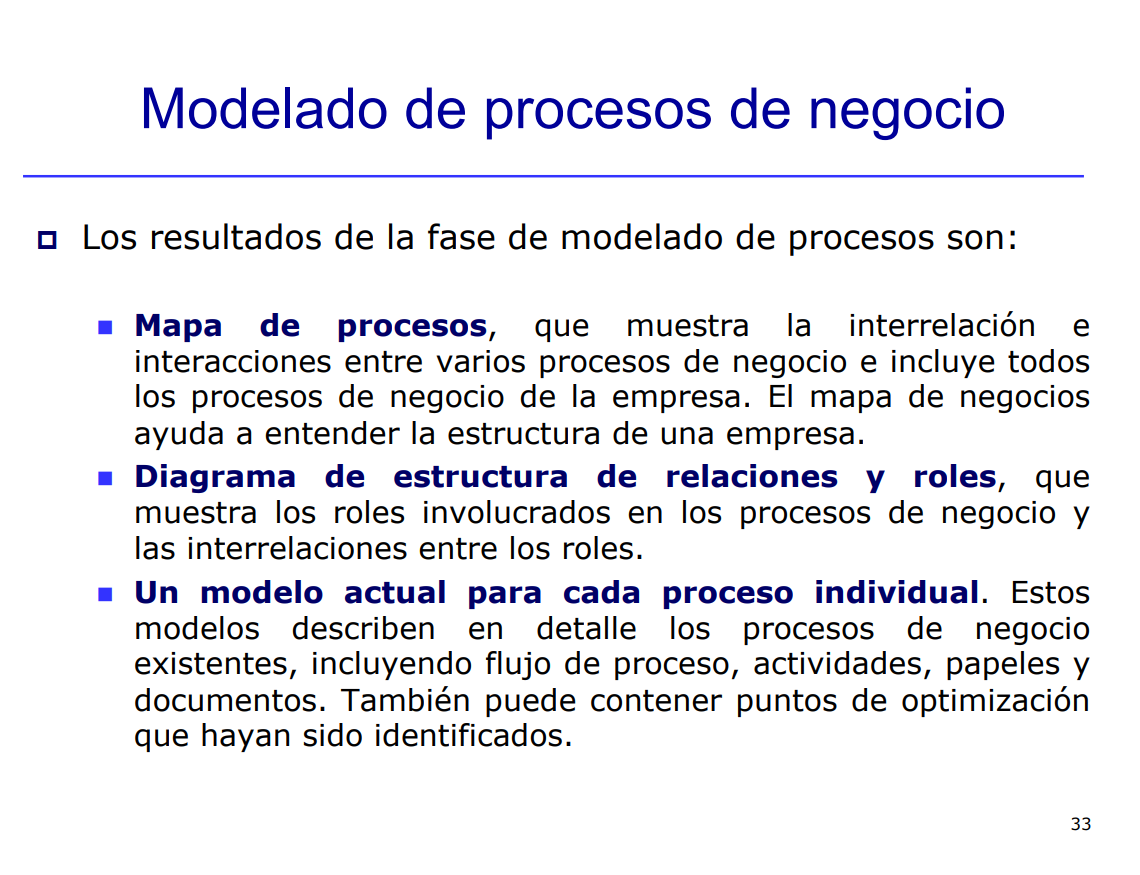 Modelado de procesos de negocio
Los resultados de la fase de modelado de procesos son:
Mapa de procesos, que muestra la interrelación e
interacciones entre varios procesos de negocio e incluye todos
los procesos de negocio de la empresa. El mapa de negocios
ayuda a entender la estructura de una empresa.
Diagrama de estructura de relaciones y roles, que
muestra los roles involucrados en los procesos de negocio y
las interrelaciones entre los roles.
Un modelo actual para cada proceso individual. Estos
modelos describen en detalle los procesos de negocio
existentes, incluyendo flujo de proceso, actividades, papeles y
documentos. También puede contener puntos de optimización
que hayan sido identificados.
33